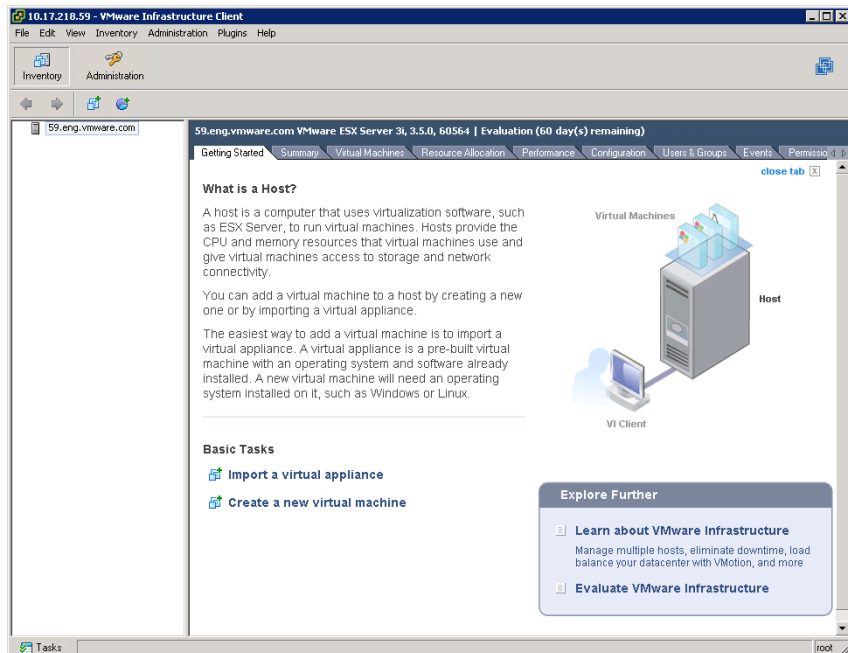 10.17.218.59 - VMware Infrastructure Client
File Edit View Inventory Administration Plugins Help
Inventory Administration
59.eng.vmware.com
59.eng.vmware.com VMware ESX Server 3i, 3.5.0, 60564 | Evaluation (60 day(s) remaining)
Getting Started Summary Virtual Machines Resource Allocation Performance Configuration Users & Groups Events Permissio
close tab
What is a Host?
A host is a computer that uses virtualization software, such
as ESX Server, to run virtual machines. Hosts provide the
CPU and memory resources that virtual machines use and
give virtual machines access to storage and network
connectivity.
You can add a virtual machine to a host by creating a new
one or by importing a virtual appliance.
The easiest way to add a virtual machine is to import a
virtual appliance. A virtual appliance is a pre-built virtual
machine with an operating system and software already
installed. A new virtual machine will need an operating
system installed on it, such as Windows or Linux.
Virtual Machines
Host
VI Client
Basic Tasks
Import a virtual appliance
Create a new virtual machine
Explore Further
Learn about VMware Infrastructure
Manage multiple hosts, eliminate downtime, load
balance your datacenter with VMotion, and more
Evaluate VMware Infrastructure
Tasks
root